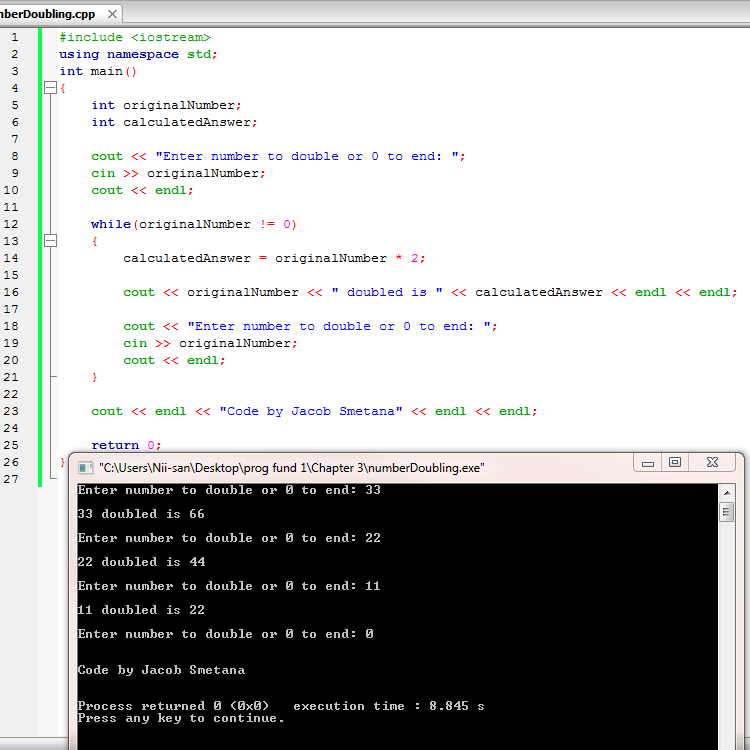 nberDoubling.cpp
1 #include <iostream>
2 using namespace std;
3 int main()
4 {
5 int originalNumber;
6 int calculatedAnswer;
7
8 cout << "Enter number to double or 0 to end: ";
9 cin >> originalNumber;
10 cout << endl;
11
12 while(originalNumber != 0)
13 {
14 calculatedAnswer = originalNumber * 2;
15
16 cout << originalNumber << " doubled is " << calculatedAnswer << endl << endl;
17
18 cout << "Enter number to double or 0 to end: ";
19 cin >> originalNumber;
20 cout << endl;
21 }
22
23 cout << endl << "Code by Jacob Smetana" << endl << endl;
24
25 return 0;
26 }
27
"C:\Users\Nii-san\Desktop\prog fund 1\Chapter 3\numberDoubling.exe"
Enter number to double or 0 to end: 33
33 doubled is 66
Enter number to double or 0 to end: 22
22 doubled is 44
Enter number to double or 0 to end: 11
11 doubled is 22
Enter number to double or 0 to end: 0
Code by Jacob Smetana
Process returned 0 (0x0) execution time : 8.845 s
Press any key to continue.